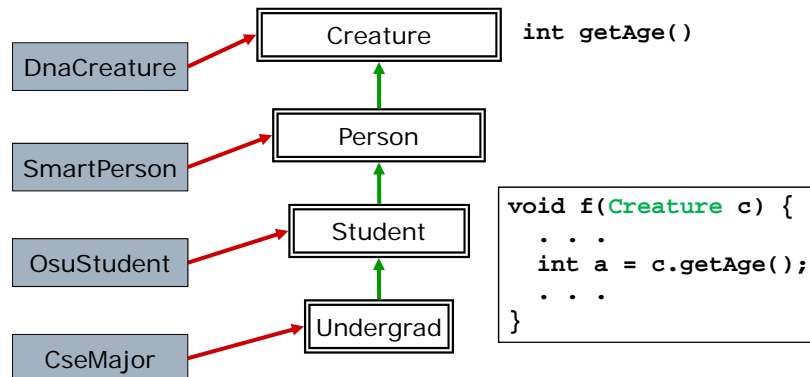 Creature
int getAge()
DnaCreature
Person
SmartPerson
Student
OsuStudent
Undergrad
CseMajor
void f(Creature c) {
. . .
int a = c.getAge();
. . .
}